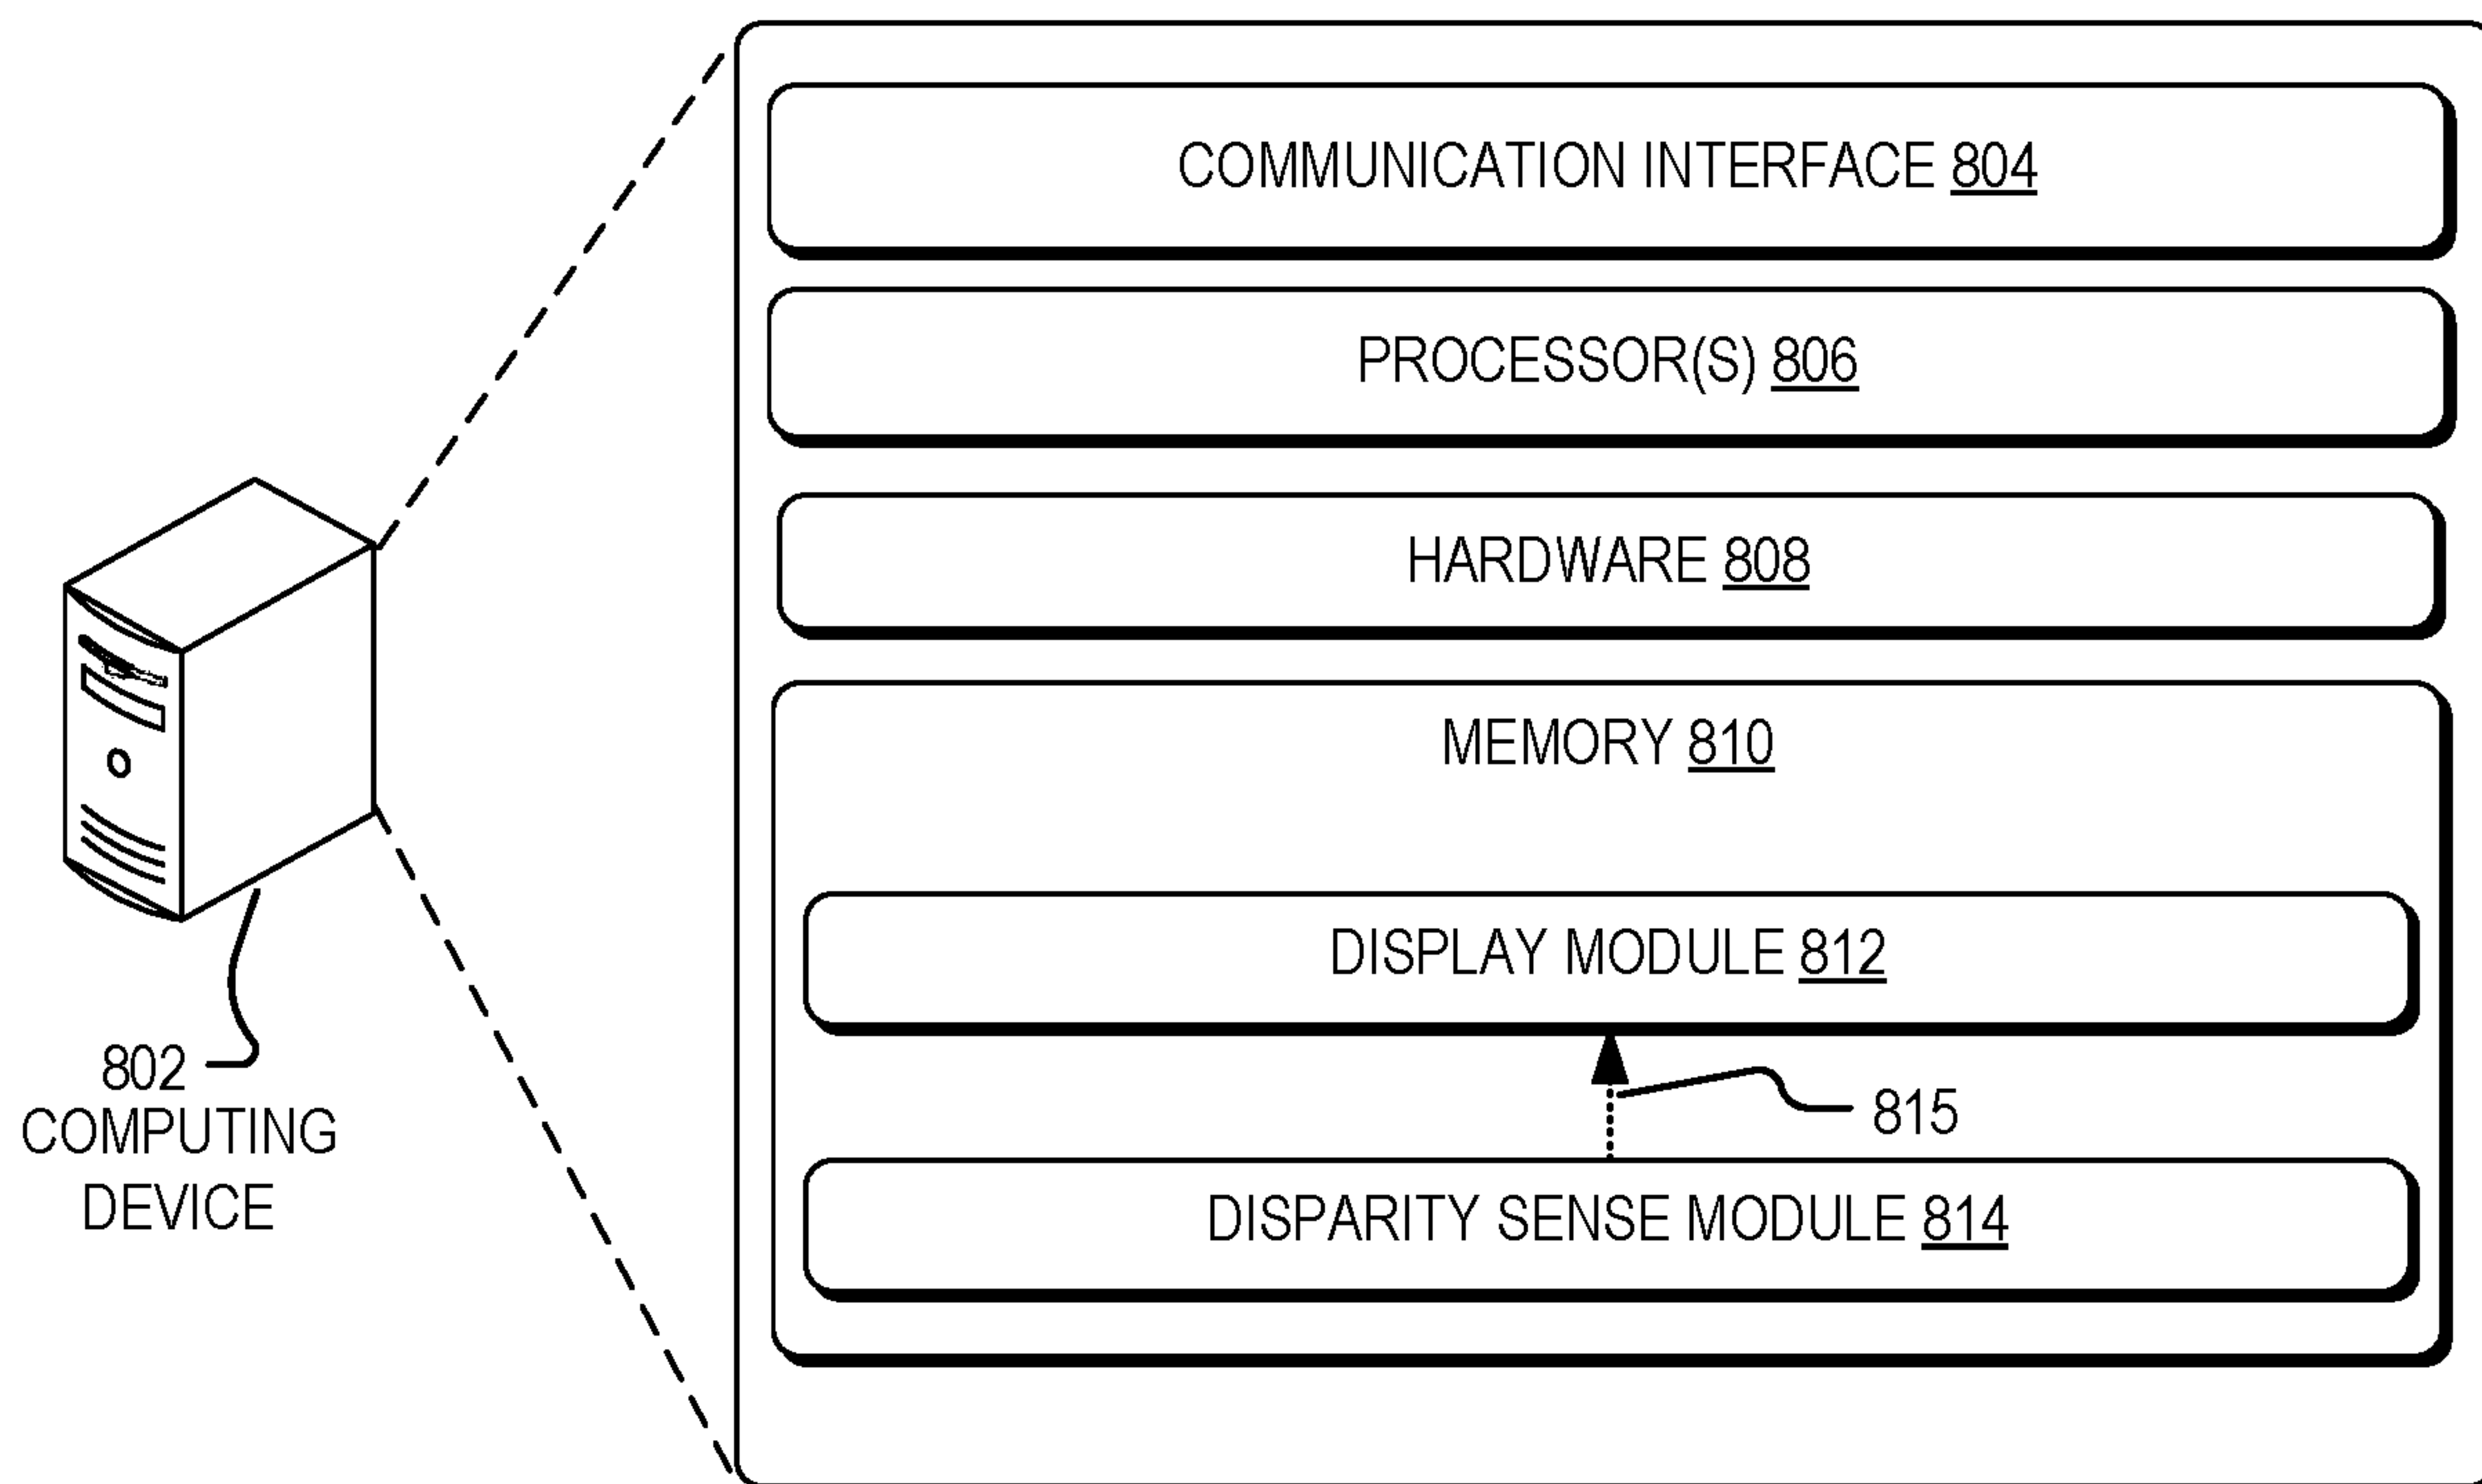 COMMUNICATION INTERFACE 804
PROCESSOR(S) 806
HARDWARE 808
MEMORY 810
DISPLAY MODULE 812
815
DISPARITY SENSE MODULE 814
802
COMPUTING
DEVICE